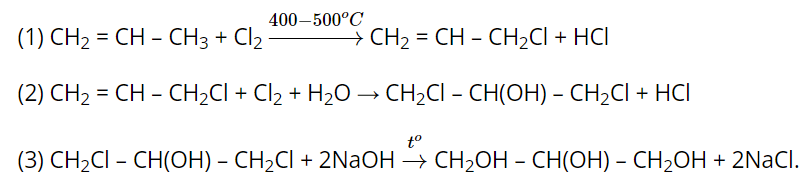 (1) CH₂ = CH – CH₃ + Cl₂ 400–500°C → CH₂ = CH – CH₂Cl + HCl
(2) CH₂ = CH – CH₂Cl + Cl₂ + H₂O → CH₂Cl – CH(OH) – CH₂Cl + HCl
(3) CH₂Cl – CH(OH) – CH₂Cl + 2NaOH t° → CH₂OH – CH(OH) – CH₂OH + 2NaCl.